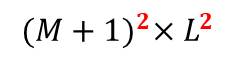 (M + 1)² × L²